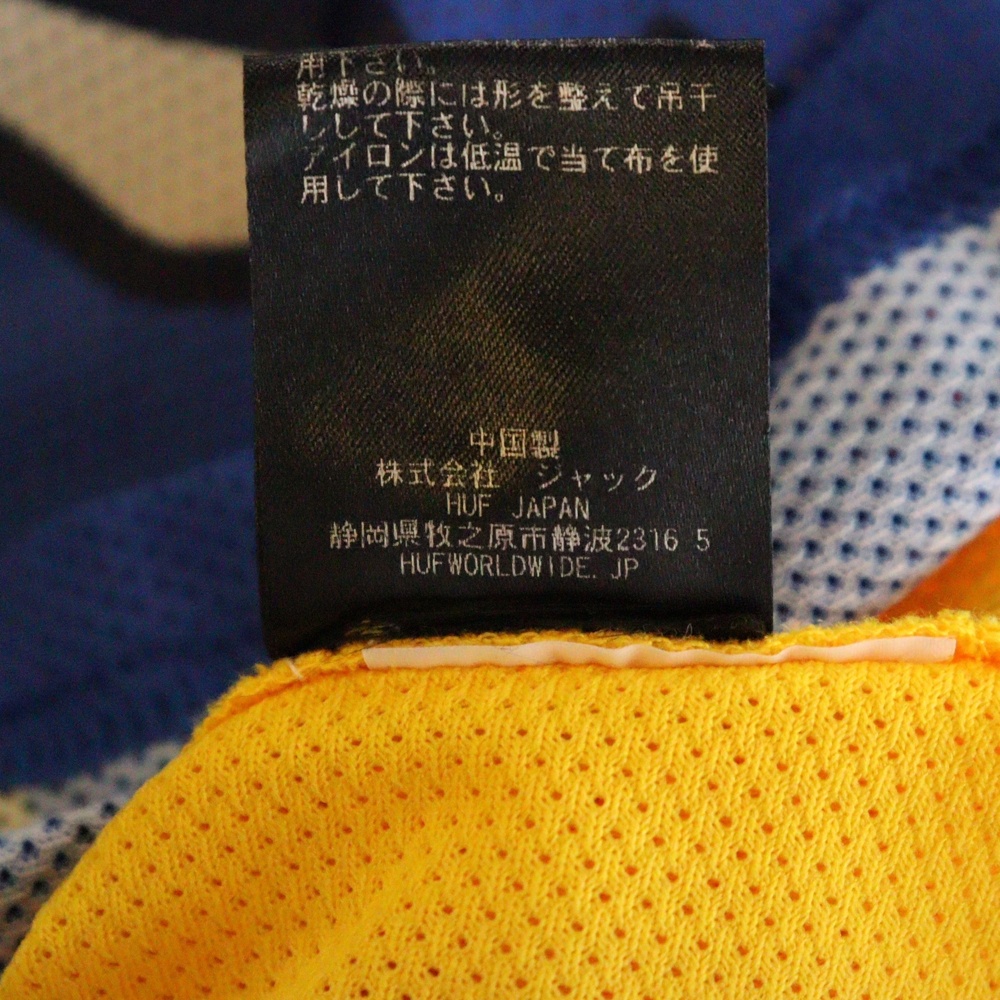 用下さい。
乾燥の際には形を整えて吊干
ししして下さい。
アイロンは低温で当て布を使
用して下さい。
中国製
株式会社　ジャック
HUF JAPAN
静岡県牧之原市静波2316 5
HUFWORLDWIDE.JP